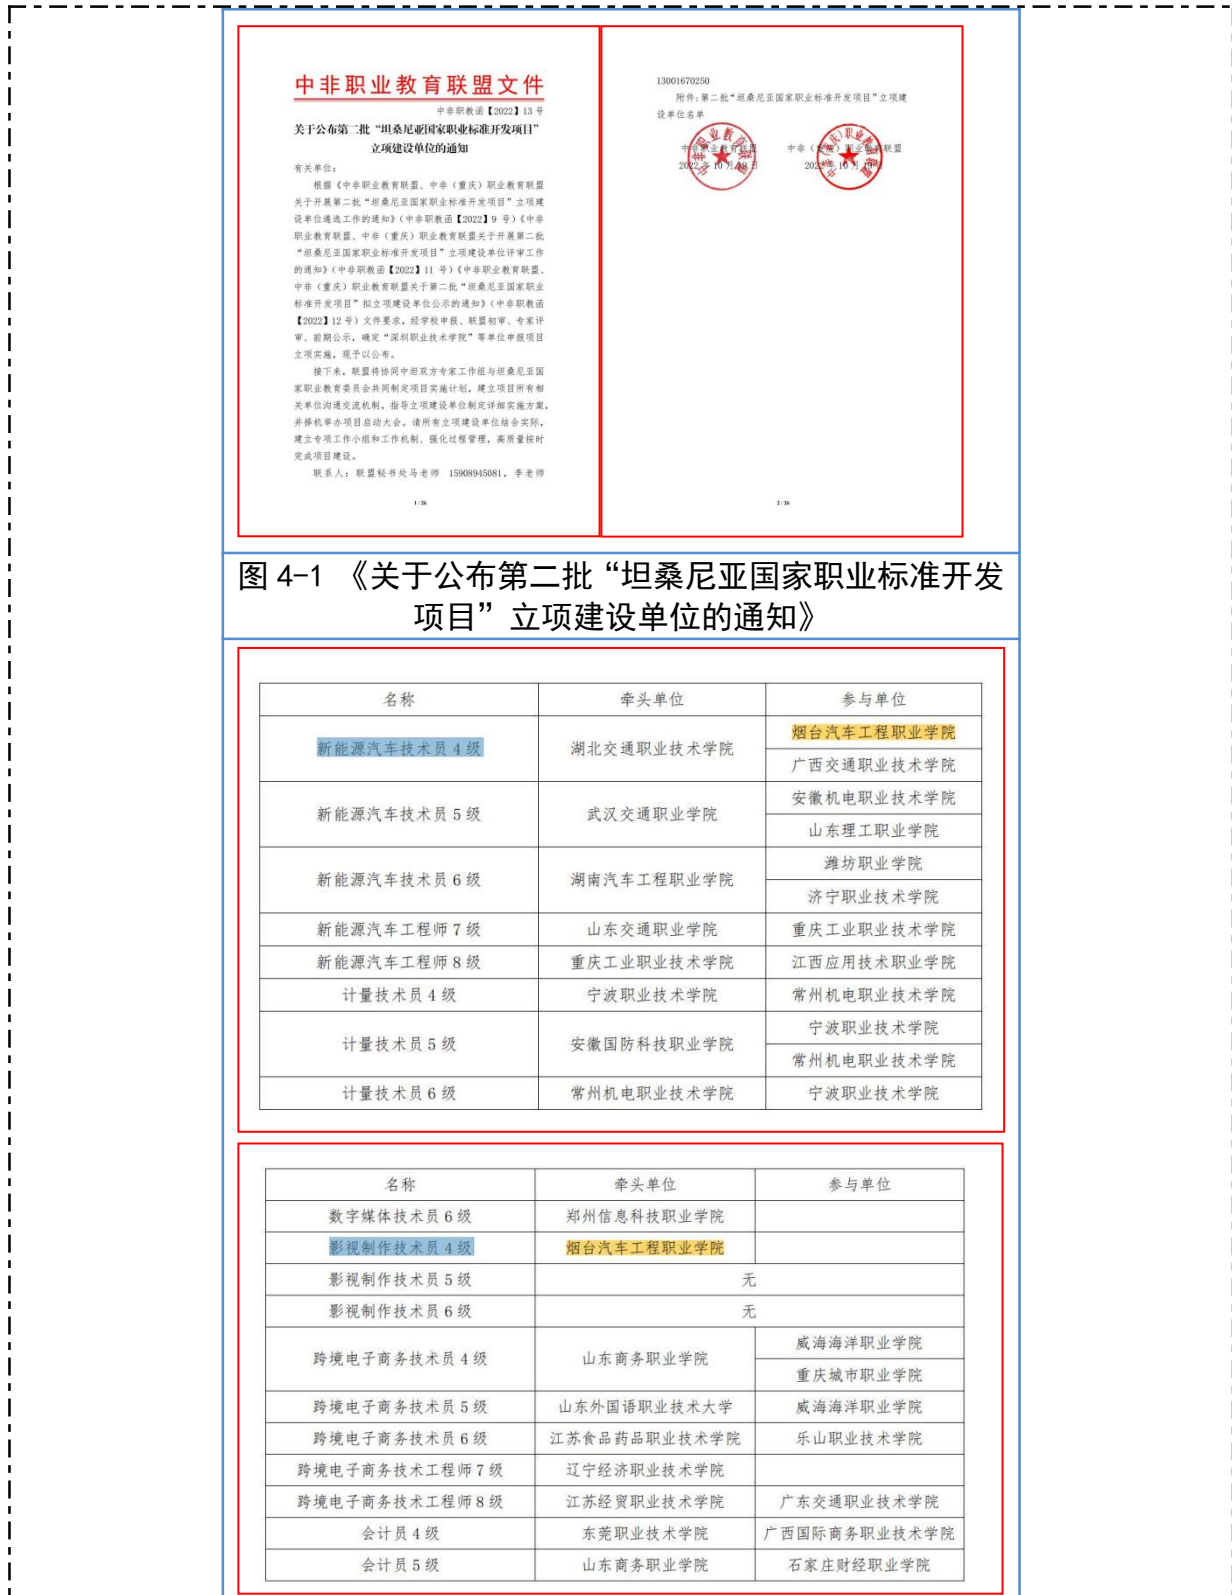 中非职业教育联盟文件
中非职教函【2022】13 号
关于公布第二批“坦桑尼亚国家职业标准开发项目”
立项建设单位的通知
有关单位:
根据《中非职业教育联盟、中非（重庆）职业教育联盟
关于开展第二批“坦桑尼亚国家职业标准开发项目”立项建
设单位遴选工作的通知》（中非职教函【2022】9 号）《中非
职业教育联盟、中非（重庆）职业教育联盟关于开展第二批
“坦桑尼亚国家职业标准开发项目”立项建设单位评审工作
的通知》（中非职教函【2022】11 号）《中非职业教育联盟、
中非（重庆）职业教育联盟关于第二批“坦桑尼亚国家职业
标准开发项目”拟立项建设单位公示的通知》（中非职教函
【2022】12 号）文件要求，经学校申报、联盟初审、专家评
审、前期公示，确定“深圳职业技术学院”等单位申报项目
立项实施，现予以公布。
接下来，联盟将协同中坦双方专家工作组与坦桑尼亚国
家职业教育委员会共同制定项目实施计划，建立项目所有相
关单位沟通交流机制，指导立项建设单位制定详细实施方案，
并择机举办项目启动大会。请所有立项建设单位结合实际，
建立专项工作小组和工作机制、强化过程管理，高质量按时
完成项目建设。
联系人：联盟秘书处马老师 15908945081，李老师
1 / 26
13001670250
附件：第二批“坦桑尼亚国家职业标准开发项目”立项建
设单位名单
中非职业教育联盟 中非（重庆）职业教育联盟
2022 年 10 月 19 日 2022 年 10 月 19 日
2 / 26
图 4-1 《关于公布第二批“坦桑尼亚国家职业标准开发
项目”立项建设单位的通知》
名称 牵头单位 参与单位
新能源汽车技术员 4 级 湖北交通职业技术学院 烟台汽车工程职业学院
广西交通职业技术学院
新能源汽车技术员 5 级 武汉交通职业学院 安徽机电职业技术学院
山东理工职业学院
新能源汽车技术员 6 级 湖南汽车工程职业学院 潍坊职业学院
济宁职业技术学院
新能源汽车工程师 7 级 山东交通职业学院 重庆工业职业技术学院
新能源汽车工程师 8 级 重庆工业职业技术学院 江西应用技术职业学院
计量技术员 4 级 宁波职业技术学院 常州机电职业技术学院
计量技术员 5 级 安徽国防科技职业学院 宁波职业技术学院
常州机电职业技术学院
计量技术员 6 级 常州机电职业技术学院 宁波职业技术学院
名称 牵头单位 参与单位
数字媒体技术员 6 级 郑州信息科技职业学院
影视制作技术员 4 级 烟台汽车工程职业学院
影视制作技术员 5 级 无
影视制作技术员 6 级 无
跨境电子商务技术员 4 级 山东商务职业学院 威海海洋职业学院
重庆城市职业学院
跨境电子商务技术员 5 级 山东外国语职业技术大学 威海海洋职业学院
跨境电子商务技术员 6 级 江苏食品药品职业技术学院 乐山职业技术学院
跨境电子商务技术工程师 7 级 辽宁经济职业技术学院
跨境电子商务技术工程师 8 级 江苏经贸职业技术学院 广东交通职业技术学院
会计员 4 级 东莞职业技术学院 广西国际商务职业技术学院
会计员 5 级 山东商务职业学院 石家庄财经职业学院